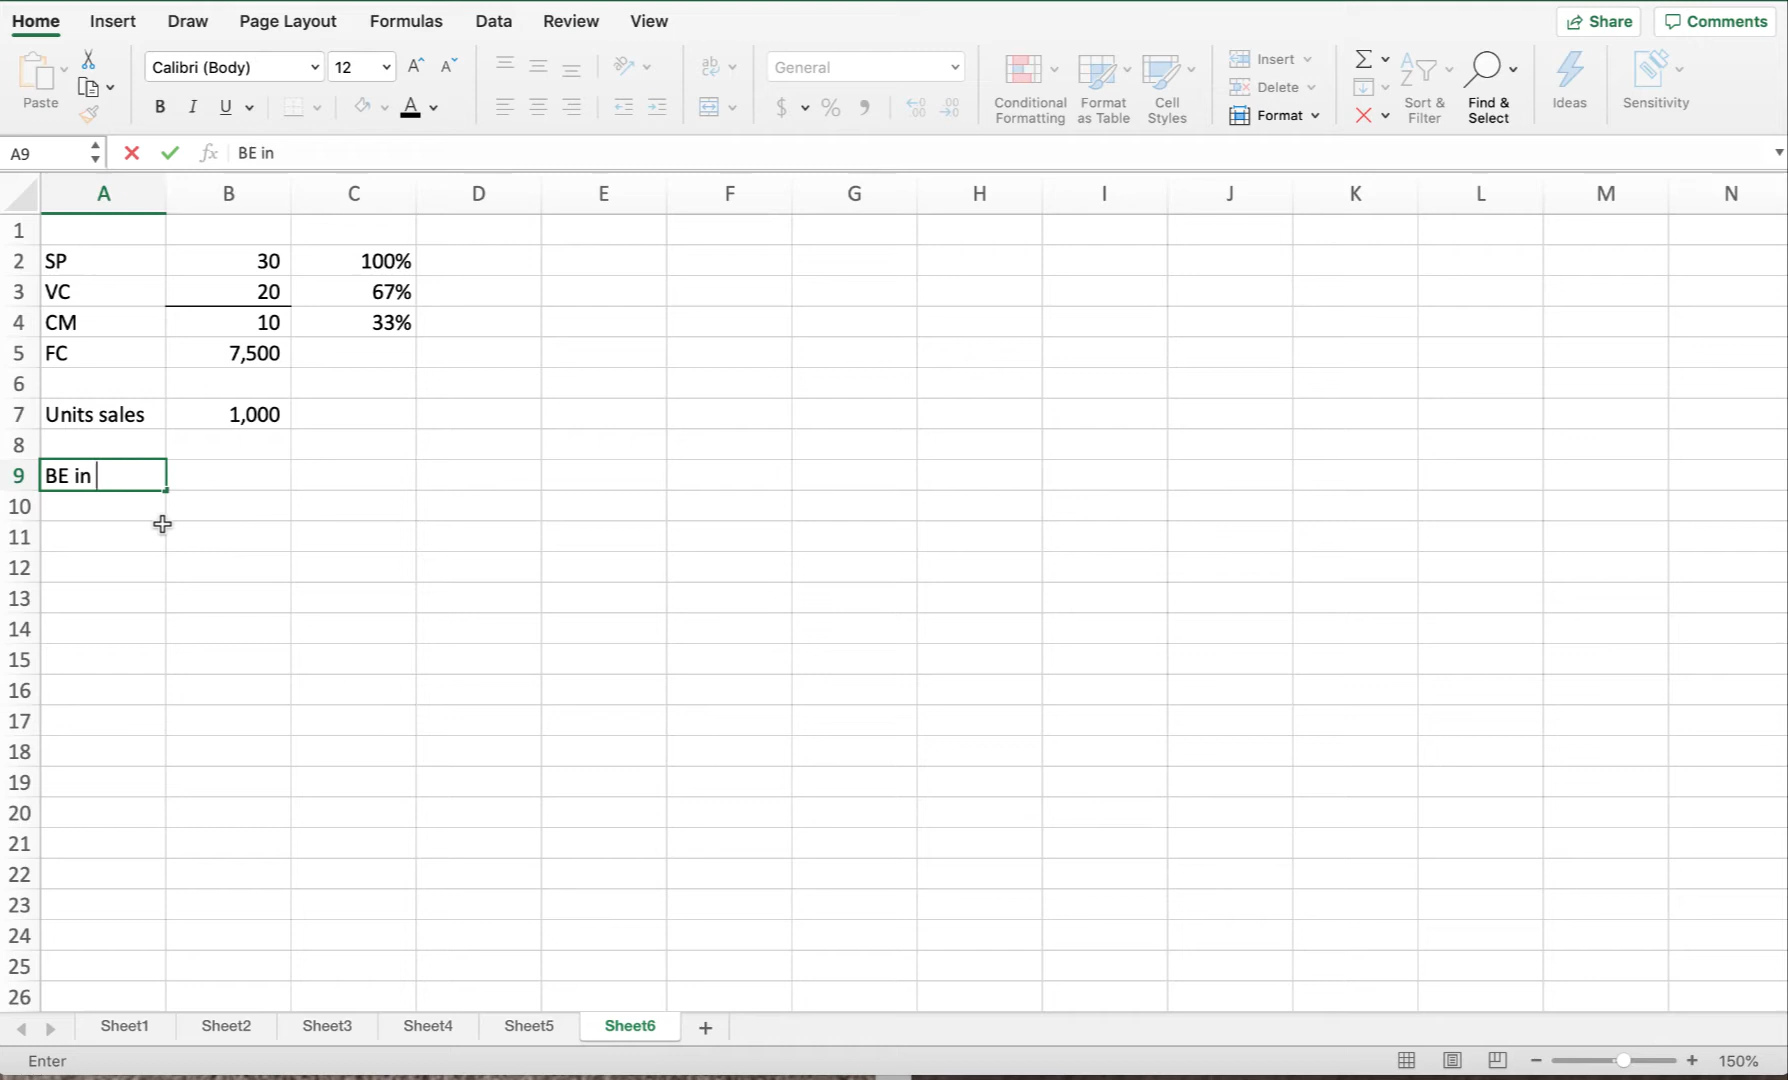 Home Insert Draw Page Layout Formulas Data Review View Share Comments
Calibri (Body) 12 A^ A˅ ab General Insert Σ A Z
Paste B I U A $ % 9 .0 .00 Conditional Formatting Format as Table Cell Styles Delete Format Sort & Filter Find & Select Ideas Sensitivity
A9 fx BE in
A B C D E F G H I J K L M N
1
2 SP 30 100%
3 VC 20 67%
4 CM 10 33%
5 FC 7,500
6
7 Units sales 1,000
8
9 BE in
10
11
12
13
14
15
16
17
18
19
20
21
22
23
24
25
26
Sheet1 Sheet2 Sheet3 Sheet4 Sheet5 Sheet6 +
Enter 150%